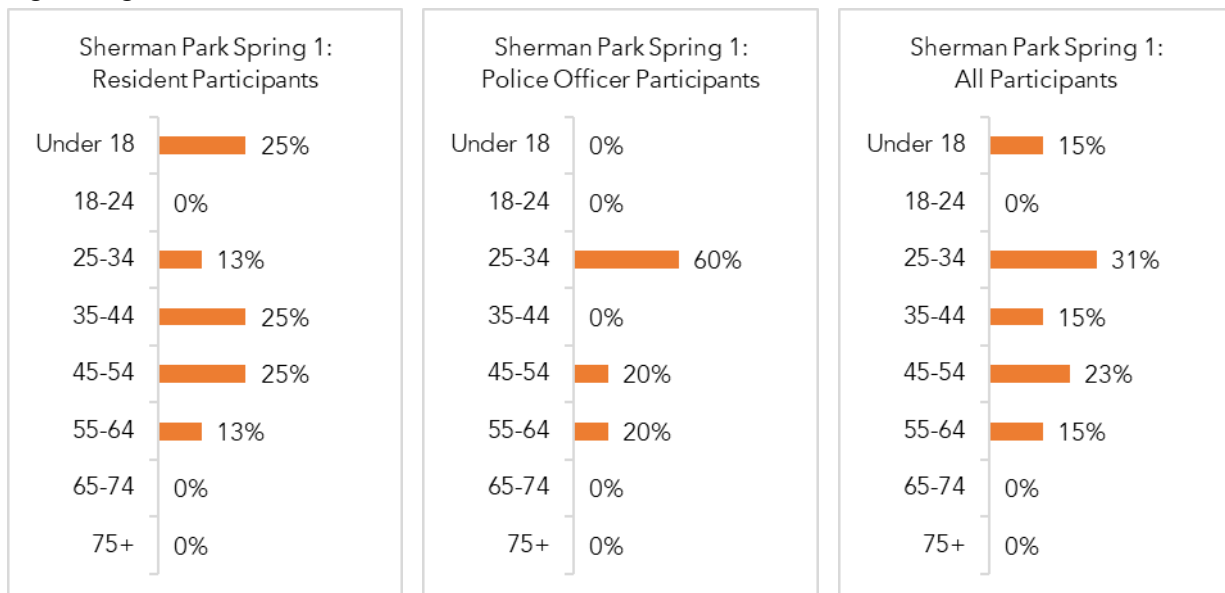 Sherman Park Spring 1:
Resident Participants
Under 18 25%
18-24 0%
25-34 13%
35-44 25%
45-54 25%
55-64 13%
65-74 0%
75+ 0%
Sherman Park Spring 1:
Police Officer Participants
Under 18 0%
18-24 0%
25-34 60%
35-44 0%
45-54 20%
55-64 20%
65-74 0%
75+ 0%
Sherman Park Spring 1:
All Participants
Under 18 15%
18-24 0%
25-34 31%
35-44 15%
45-54 23%
55-64 15%
65-74 0%
75+ 0%